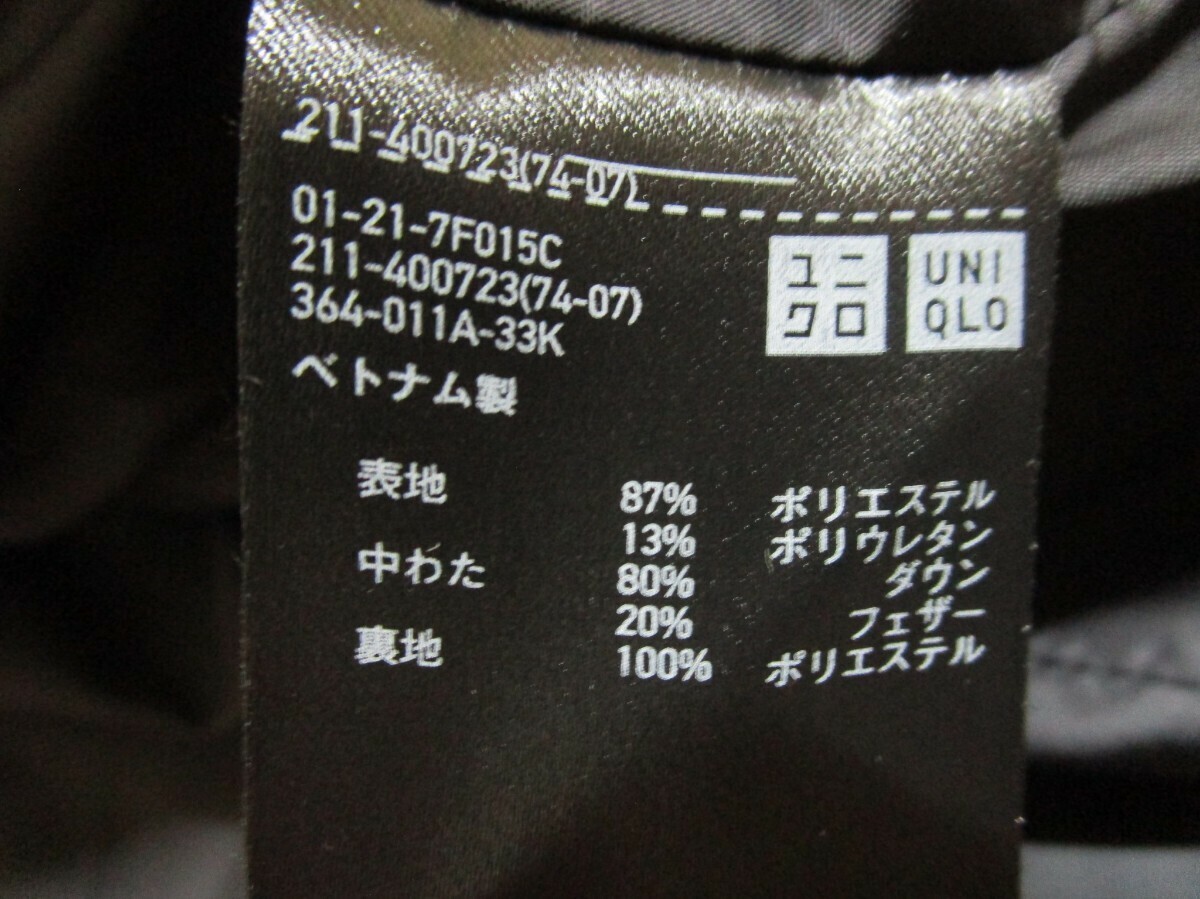 211-400723(74-07)
01-21-7F015C
211-400723(74-07)
364-011A-33K
ベトナム製
ユニ
クロ
UNI
QLO
表地 87% ポリエステル
13% ポリウレタン
中わた 80% ダウン
20% フェザー
裏地 100% ポリエステル